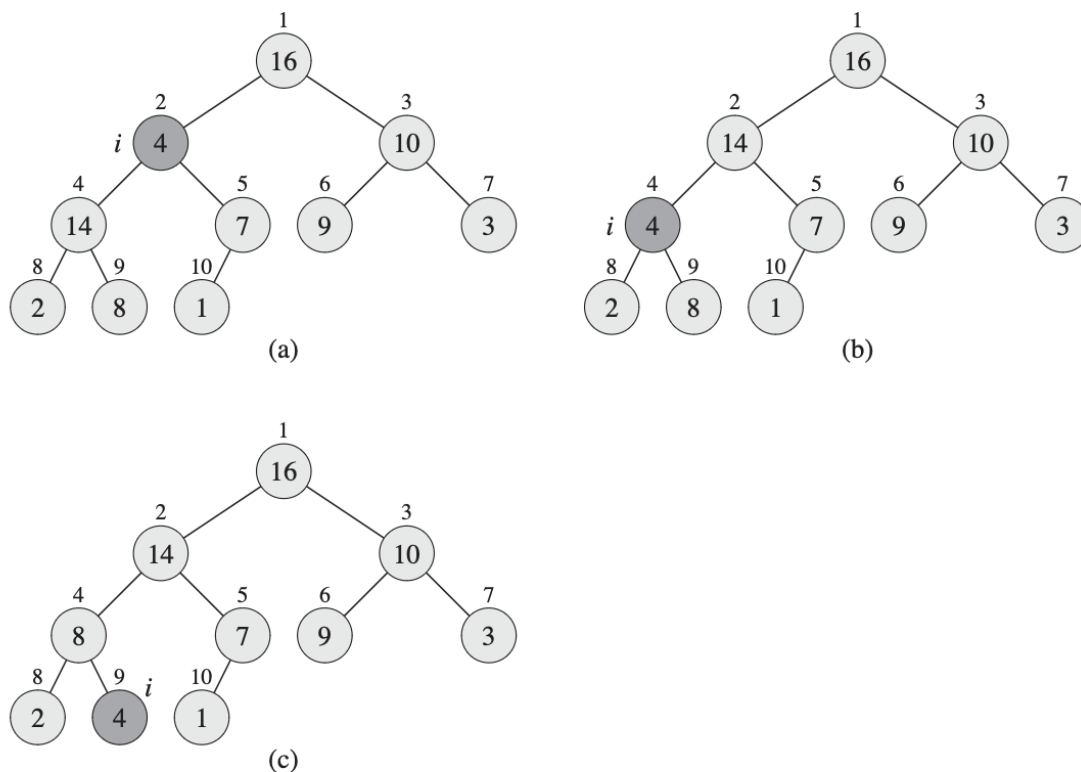 1 1
16 16
2 3 2 3
i 4 10 14 10
4 5 6 7 4 5 6 7
14 7 9 3 i 4 7 9 3
8 9 10 8 9 10
2 8 1 2 8 1
(a) (b)
1
16
2 3
14 10
4 5 6 7
8 7 9 3
8 9 i 10
2 4 1
(c)